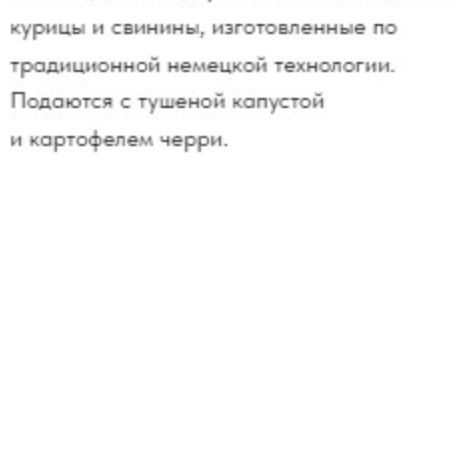 курицы и свинины, изготовленные по
традиционной немецкой технологии.
Подаются с тушеной капустой
и картофелем черри.